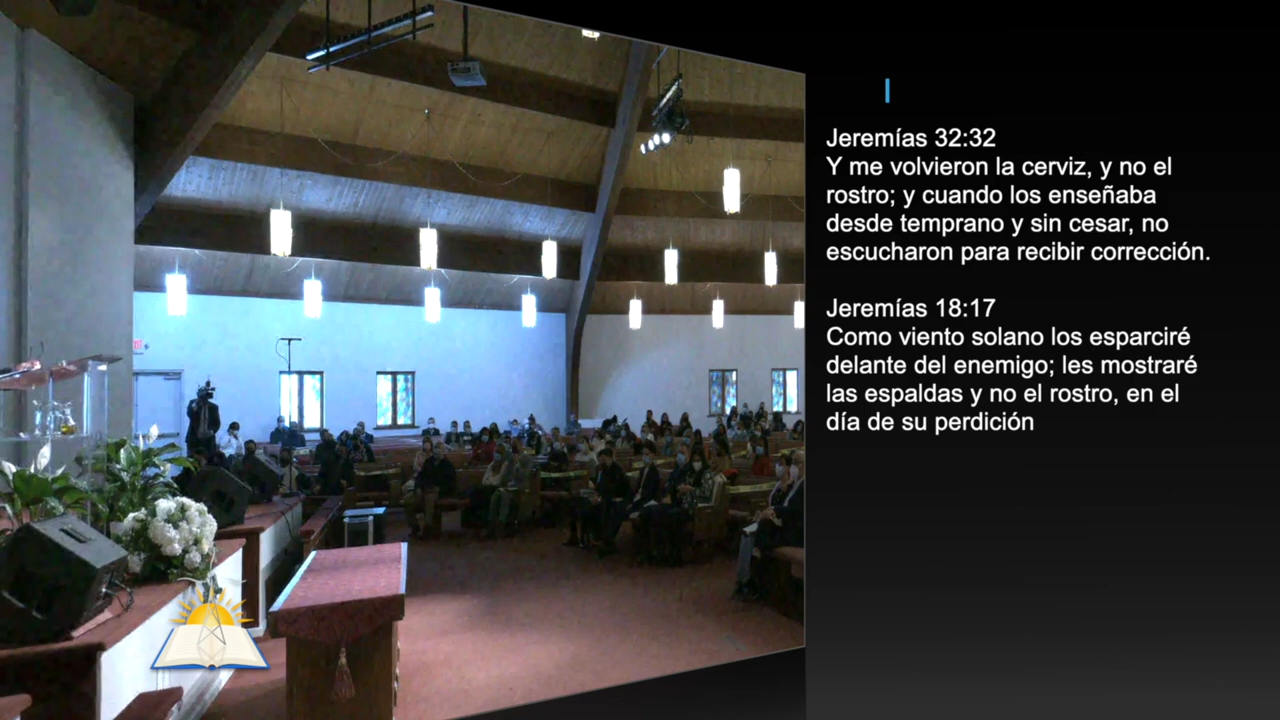 Jeremías 32:32
Y me volvieron la cerviz, y no el
rostro; y cuando los enseñaba
desde temprano y sin cesar, no
escucharon para recibir corrección.
Jeremías 18:17
Como viento solano los esparciré
delante del enemigo; les mostraré
las espaldas y no el rostro, en el
día de su perdición